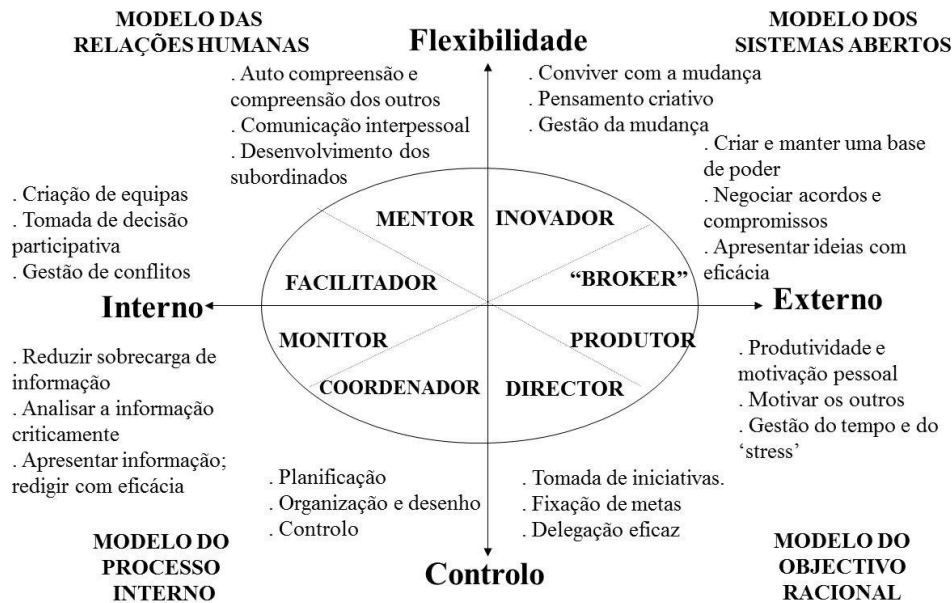 MODELO DAS
RELAÇÕES HUMANAS
Flexibilidade
MODELO DOS
SISTEMAS ABERTOS
. Auto compreensão e
compreensão dos outros
. Comunicação interpessoal
. Desenvolvimento dos
subordinados
. Conviver com a mudança
. Pensamento criativo
. Gestão da mudança
. Criar e manter uma base
de poder
. Negociar acordos e
compromissos
. Apresentar ideias com
eficácia
. Criação de equipas
. Tomada de decisão
participativa
. Gestão de conflitos
MENTOR
INOVADOR
FACILITADOR
“BROKER”
Interno
Externo
MONITOR
PRODUTOR
COORDENADOR
DIRECTOR
. Reduzir sobrecarga de
informação
. Analisar a informação
criticamente
. Apresentar informação;
redigir com eficácia
. Produtividade e
motivação pessoal
. Motivar os outros
. Gestão do tempo e do
‘stress’
. Planificação
. Organização e desenho
. Controlo
. Tomada de iniciativas.
. Fixação de metas
. Delegação eficaz
MODELO DO
PROCESSO
INTERNO
Controlo
MODELO DO
OBJECTIVO
RACIONAL